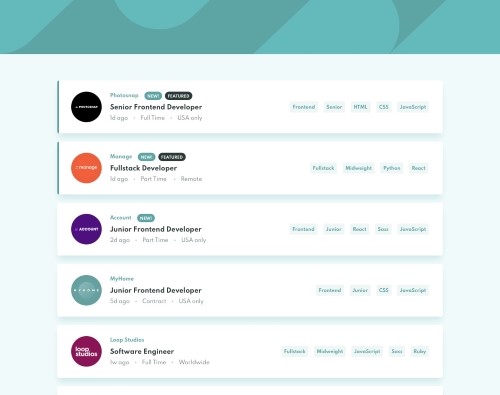 PHOTOSNAP
Photosnap NEW! FEATURED
Senior Frontend Developer
1d ago • Full Time • USA only
Frontend Senior HTML CSS JavaScript
manage
Manage NEW! FEATURED
Fullstack Developer
1d ago • Part Time • Remote
Fullstack Midweight Python React
ACCOUNT
Account NEW!
Junior Frontend Developer
2d ago • Part Time • USA only
Frontend Junior React Sass JavaScript
MYHOME
MyHome
Junior Frontend Developer
5d ago • Contract • USA only
Frontend Junior CSS JavaScript
loop
studios
Loop Studios
Software Engineer
1w ago • Full Time • Worldwide
Fullstack Midweight JavaScript Sass Ruby